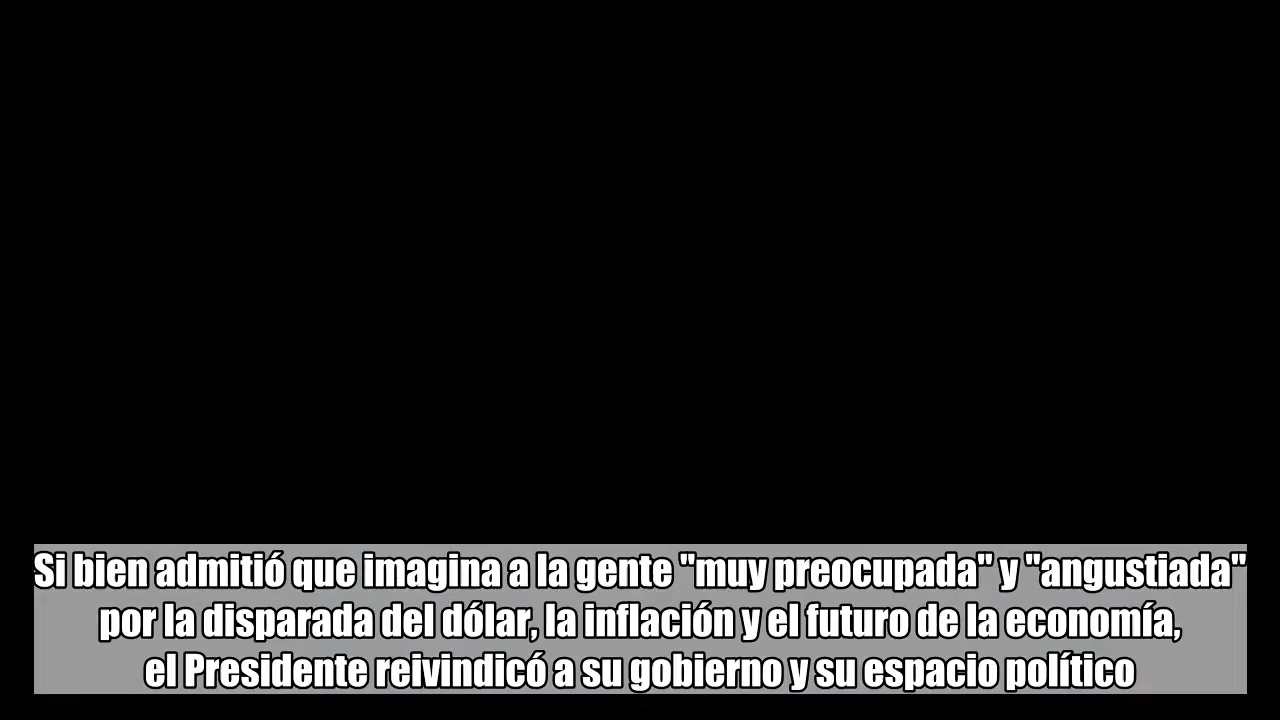 Si bien admitió que imagina a la gente "muy preocupada" y "angustiada"
por la disparada del dólar, la inflación y el futuro de la economía,
el Presidente reivindicó a su gobierno y su espacio político